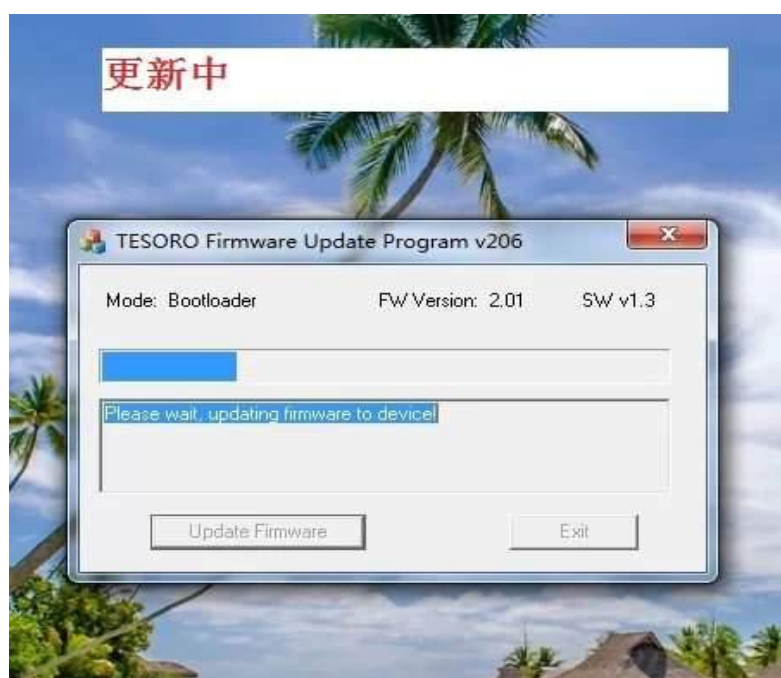 更新中
TESORO Firmware Update Program v206
Mode: Bootloader FW Version: 2.01 SW v1.3
Please wait, updating firmware to device!
Update Firmware Exit